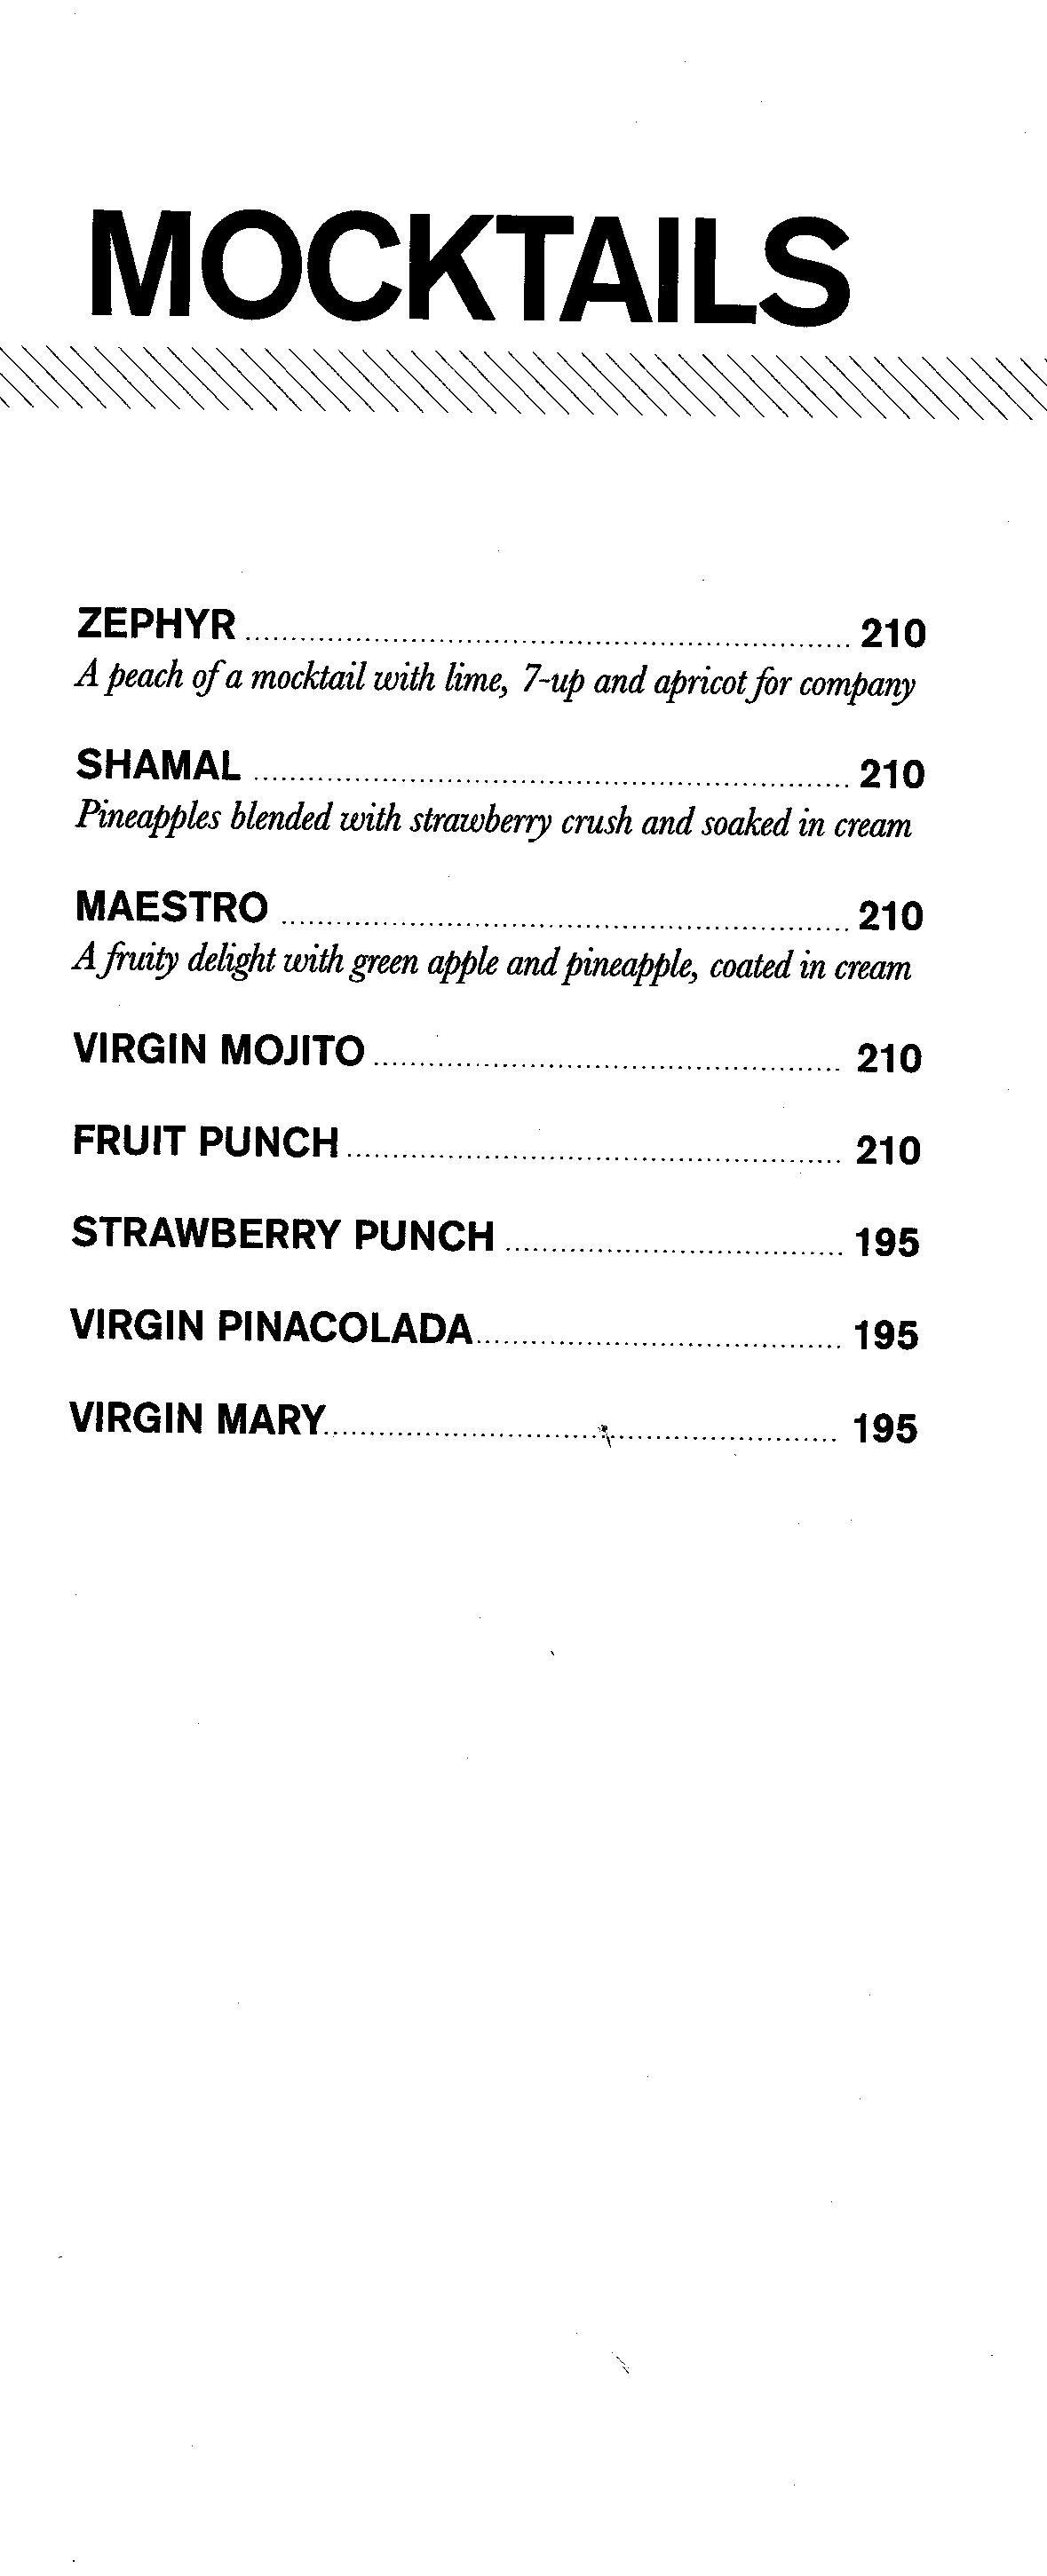 MOCKTAILS
ZEPHYR 210
A peach of a mocktail with lime, 7-up and apricot for company
SHAMAL 210
Pineapples blended with strawberry crush and soaked in cream
MAESTRO 210
A fruity delight with green apple and pineapple, coated in cream
VIRGIN MOJITO 210
FRUIT PUNCH 210
STRAWBERRY PUNCH 195
VIRGIN PINACOLADA 195
VIRGIN MARY 195